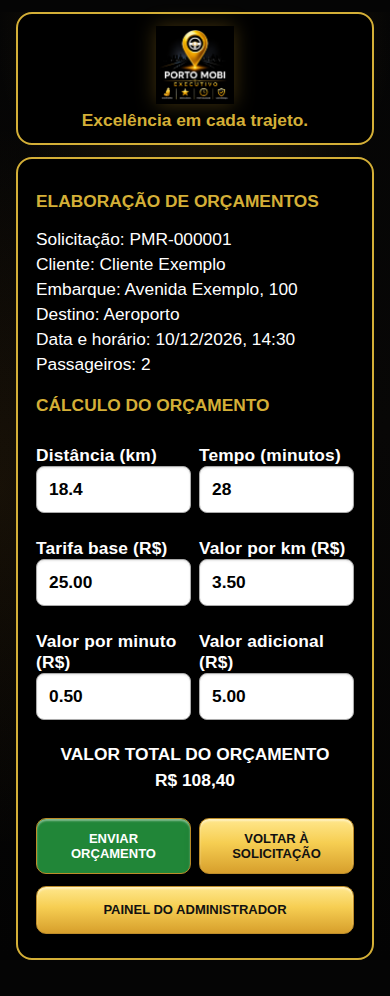 PORTO MOBI
EXECUTIVO
Excelência em cada trajeto.
ELABORAÇÃO DE ORÇAMENTOS
Solicitação: PMR-000001
Cliente: Cliente Exemplo
Embarque: Avenida Exemplo, 100
Destino: Aeroporto
Data e horário: 10/12/2026, 14:30
Passageiros: 2
CÁLCULO DO ORÇAMENTO
Distância (km) Tempo (minutos)
18.4 28
Tarifa base (R$) Valor por km (R$)
25.00 3.50
Valor por minuto Valor adicional
(R$) (R$)
0.50 5.00
VALOR TOTAL DO ORÇAMENTO
R$ 108,40
ENVIAR VOLTAR À
ORÇAMENTO SOLICITAÇÃO
PAINEL DO ADMINISTRADOR